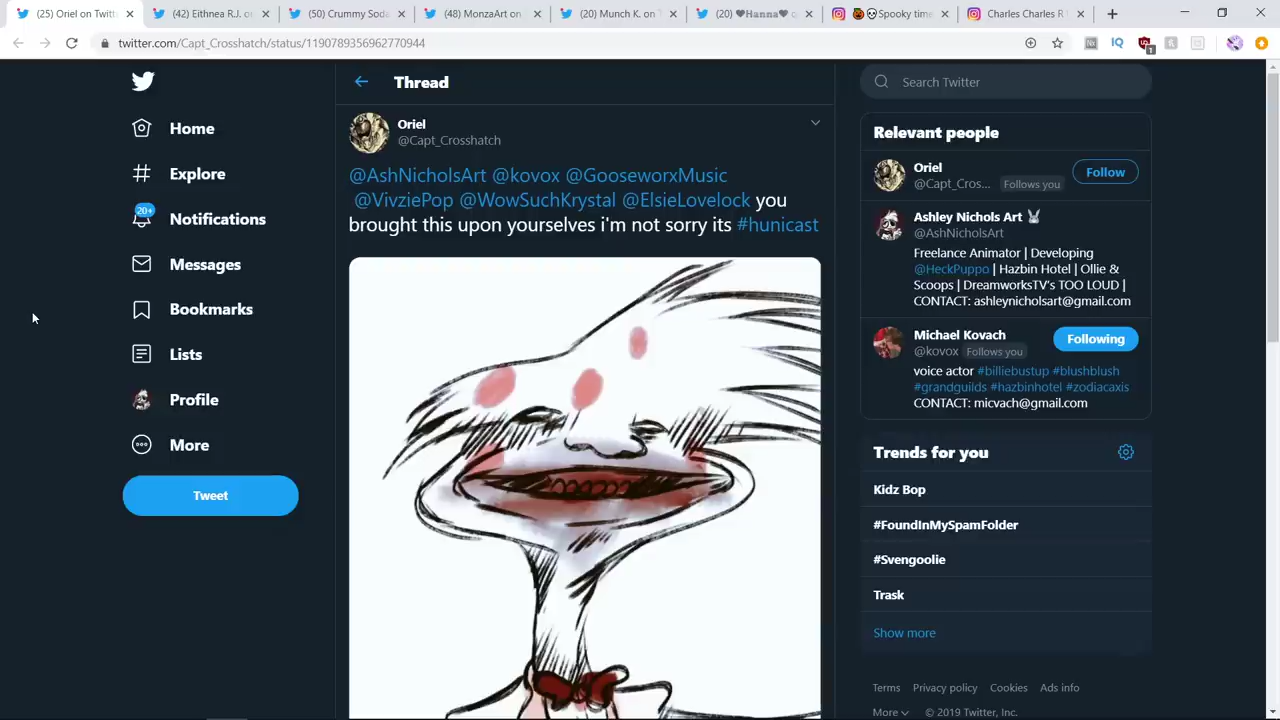 (25) Oriel on Twitter
(42) Eithnea R.J. on
(50) Crummy Soda
(48) MonzaArt on
(20) Munch K. on T
(20) ♥𝕳𝖆𝖓𝖓𝖆♥ o
🎃💀Spooky time
Charles Charles R
twitter.com/Capt_Crosshatch/status/1190789356962770944
IQ
1
Home
Explore
20+
Notifications
Messages
Bookmarks
Lists
Profile
More
Tweet
Thread
Oriel
@Capt_Crosshatch
@AshNicholsArt @kovox @GooseworxMusic
@VivziePop @WowSuchKrystal @ElsieLovelock you
brought this upon yourselves i'm not sorry its #hunicast
Search Twitter
Relevant people
Oriel
@Capt_Cros... Follows you
Follow
Ashley Nichols Art 🐰
@AshNicholsArt
Freelance Animator | Developing
@HeckPuppo | Hazbin Hotel | Ollie &
Scoops | DreamworksTV's TOO LOUD |
CONTACT: ashleynicholsart@gmail.com
Michael Kovach
@kovox Follows you
Following
voice actor #billiebustup #blushblush
#grandguilds #hazbinhotel #zodiacaxis
CONTACT: micvach@gmail.com
Trends for you
Kidz Bop
#FoundInMySpamFolder
#Svengoolie
Trask
Show more
Terms Privacy policy Cookies Ads info
More © 2019 Twitter, Inc.